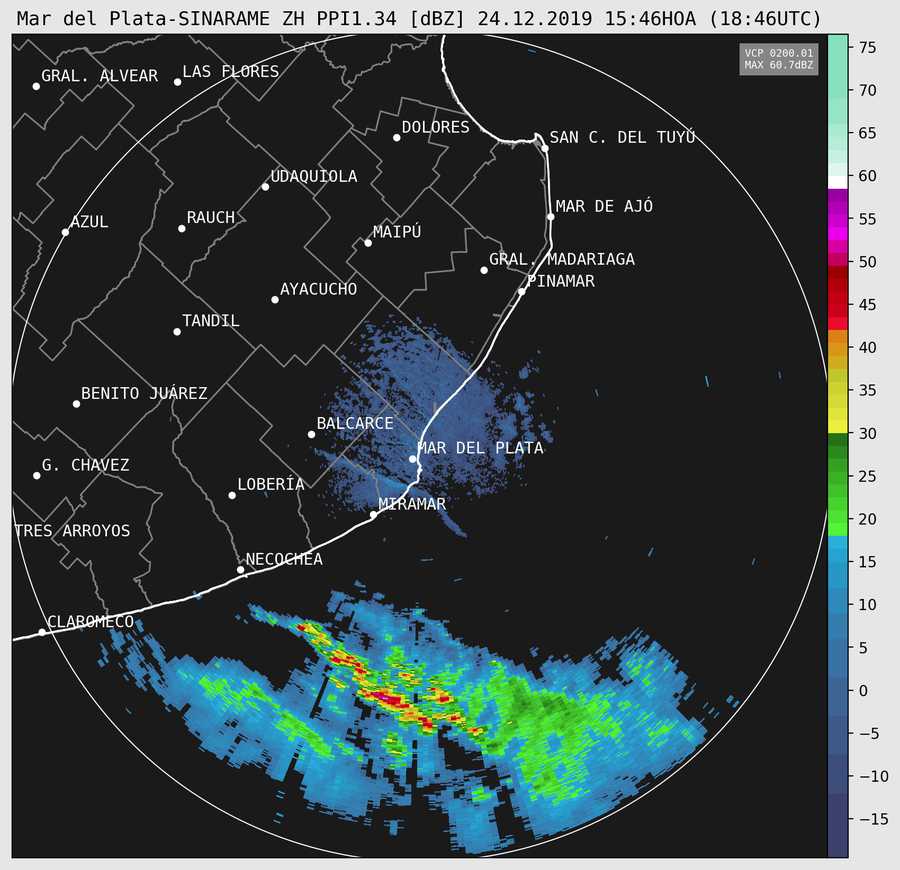 Mar del Plata-SINARAME ZH PPI1.34 [dBZ] 24.12.2019 15:46HOA (18:46UTC)
VCP 0200.01
MAX 60.7dBZ
GRAL. ALVEAR
LAS FLORES
DOLORES
SAN C. DEL TUYÚ
UDAQUIOLA
MAR DE AJÓ
AZUL
RAUCH
MAIPÚ
GRAL. MADARIAGA
PINAMAR
AYACUCHO
TANDIL
BENITO JUÁREZ
BALCARCE
MAR DEL PLATA
G. CHAVEZ
LOBERÍA
MIRAMAR
TRES ARROYOS
NECOCHEA
CLAROMECO
75
70
65
60
55
50
45
40
35
30
25
20
15
10
5
0
−5
−10
−15